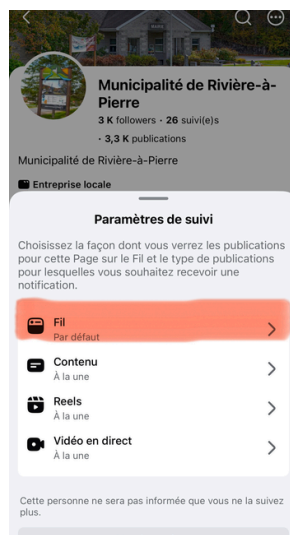 Municipalité de Rivière-à-
Pierre
3 K followers • 26 suivi(e)s
• 3,3 K publications
Municipalité de Rivière-à-Pierre
Entreprise locale
Paramètres de suivi
Choisissez la façon dont vous verrez les publications
pour cette Page sur le Fil et le type de publications
pour lesquelles vous souhaitez recevoir une
notification.
Fil
Par défaut
Contenu
À la une
Reels
À la une
Vidéo en direct
À la une
Cette personne ne sera pas informée que vous ne la suivez
plus.